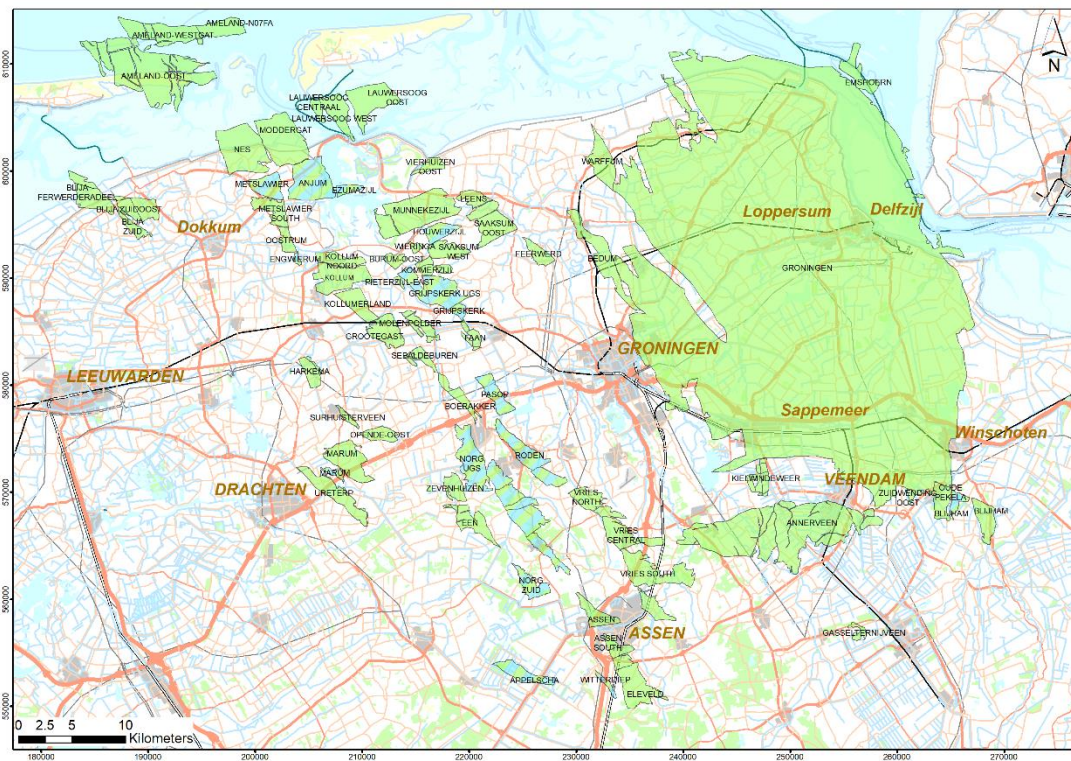 AMELAND-N07FA
AMELAND-WESTGAT
AMELAND-OOST
N
610000
EMSHOERN
LAUWERSOOG
OOST
LAUWERSOOG
CENTRAAL
LAUWERSOOG WEST
MODDERGAT
NES
600000
VIERHUIZEN
OOST
WARFFUM
METSLAWIER
ANJUM
EZUMAZIJL
BLIJA
FERWERDERADEEL
BLIJA ZUIDOOST
BLIJA
ZUID
METSLAWIER
SOUTH
LEENS
MUNNEKEZIJL
SAAKSUM
OOST
Loppersum
Delfzijl
Dokkum
HOUWERZIJL
OOSTRUM
WIERINGA
SAAKSUM
WEST
FEERWERD
BEDUM
ENGWIERUM
KOLLUM
NOORD
BURUM-OOST
KOMMERZIJL
GRONINGEN
590000
KOLLUM
PIETERZIJL-EAST
GRIJPSKERK UGS
KOLLUMERLAND
GRIJPSKERK
MOLENPOLDER
GROOTEGAST
FAAN
SEBALDEBUREN
GRONINGEN
LEEUWARDEN
HARKEMA
580000
PASOP
BOERAKKER
SURHUISTERVEEN
OPENDE-OOST
Sappemeer
Winschoten
MARUM
NORG
UGS
RODEN
MARUM
URETERP
DRACHTEN
ZEVENHUIZEN
570000
KIEL-WINDEWEER
VEENDAM
ZUIDWENDING
OOST
OUDE
PEKELA
BLIJHAM
BLIJHAM
VRIES
NORTH
EEN
ANNERVEEN
VRIES
CENTRAL
VRIES SOUTH
NORG
ZUID
560000
ASSEN
ASSEN
ASSEN
SOUTH
GASSELTERNIJVEEN
APPELSCHA
WITTERDIEP
ELEVELD
550000
0 2.5 5 10
Kilometers
180000 190000 200000 210000 220000 230000 240000 250000 260000 270000